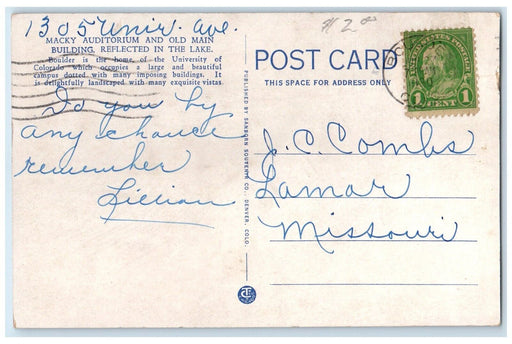 1305 Univ. Ave.
MACKY AUDITORIUM AND OLD MAIN
BUILDING, REFLECTED IN THE LAKE.
Boulder is the home of the University of
Colorado which occupies a large and beautiful
campus dotted with many imposing buildings. It
is delightfully landscaped with many exquisite vistas.
Do you by
any chance
remember
Lillian
PUBLISHED BY SANBORN SOUVENIR CO., DENVER, COLO.
2.00
POST CARD
THIS SPACE FOR ADDRESS ONLY
UNITED STATES POSTAGE
1 CENT 1
J. C. Combs
Lamar
Missouri